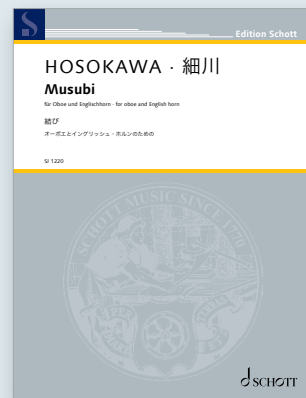 Edition Schott
HOSOKAWA · 細川
Musubi
für Oboe und Englischhorn · for oboe and English horn
結び
オーボエとイングリッシュ・ホルンのための
SJ 1220
SCHOTT MUSIC SINCE 1770
SCHOTT